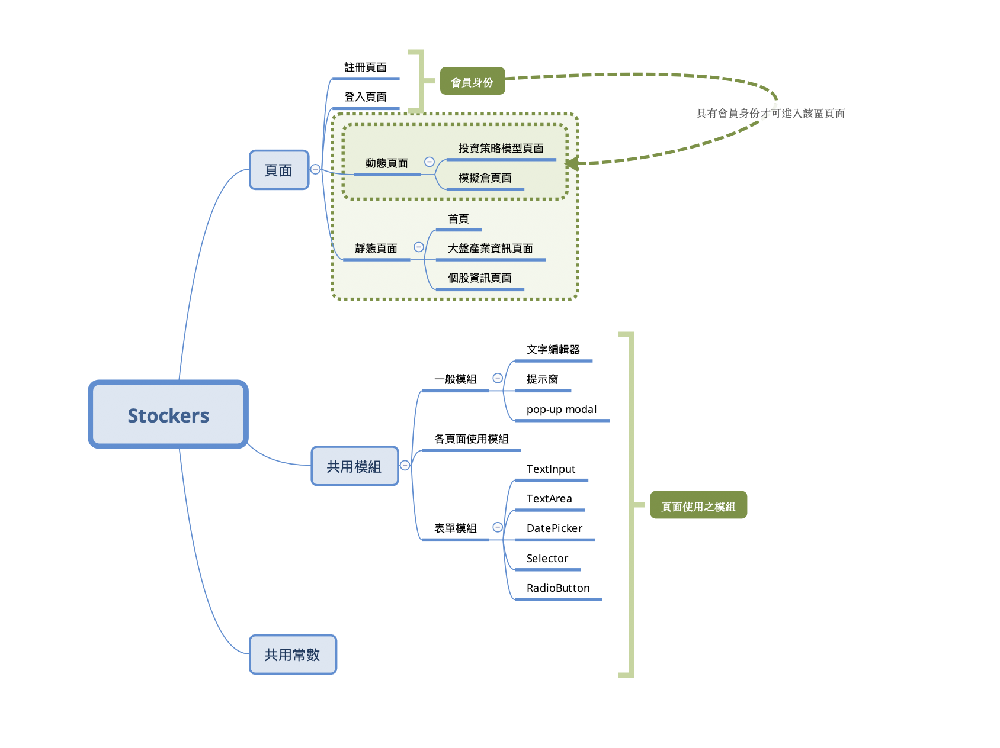 註冊頁面
會員身份
登入頁面
具有會員身份才可進入該區頁面
頁面
動態頁面
投資策略模型頁面
模擬倉頁面
靜態頁面
首頁
大盤產業資訊頁面
個股資訊頁面
Stockers
共用模組
一般模組
文字編輯器
提示窗
pop-up modal
各頁面使用模組
表單模組
TextInput
TextArea
DatePicker
Selector
RadioButton
頁面使用之模組
共用常數